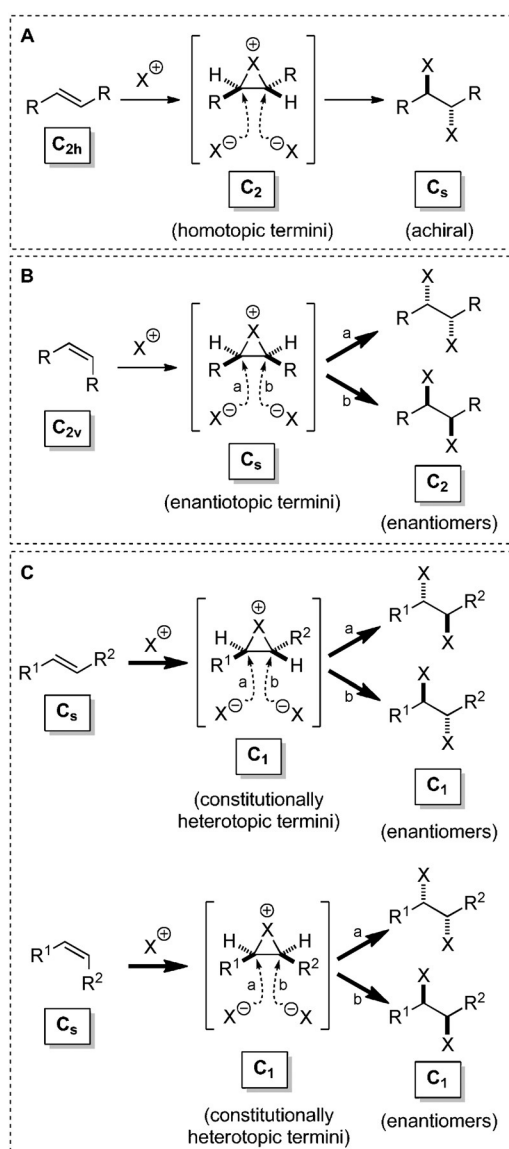 A
X⊕
⊕
X
H R
R H
R R
X⊖ X⊖
X
R R
X
C2h
C2
Cs
(homotopic termini)
(achiral)
B
X⊕
⊕
X
H H
R R
R
R
a b
X⊖ X⊖
a
b
X
R R
X
X
R R
X
C2v
Cs
C2
(enantiotopic termini)
(enantiomers)
C
X⊕
⊕
X
H R²
R¹ H
R¹ R²
a b
X⊖ X⊖
a
b
X
R¹ R²
X
X
R¹ R²
X
Cs
C1
C1
(constitutionally
heterotopic termini)
(enantiomers)
X⊕
⊕
X
H H
R¹ R²
R¹
R²
a b
X⊖ X⊖
a
b
X
R¹ R²
X
X
R¹ R²
X
Cs
C1
C1
(constitutionally
heterotopic termini)
(enantiomers)